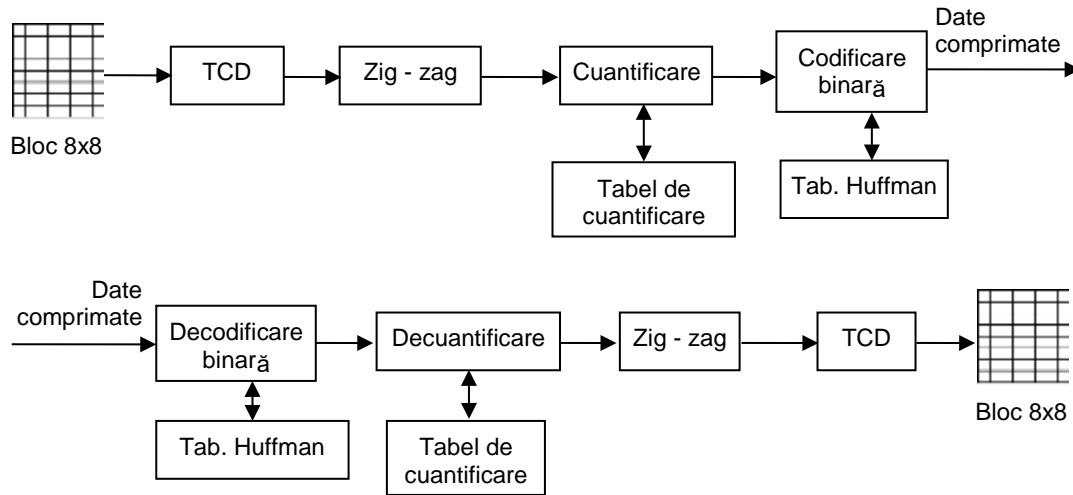 Date
comprimate
TCD
Zig - zag
Cuantificare
Codificare
binară
Bloc 8x8
Tabel de
cuantificare
Tab. Huffman
Date
comprimate
Decodificare
binară
Decuantificare
Zig - zag
TCD
Bloc 8x8
Tab. Huffman
Tabel de
cuantificare